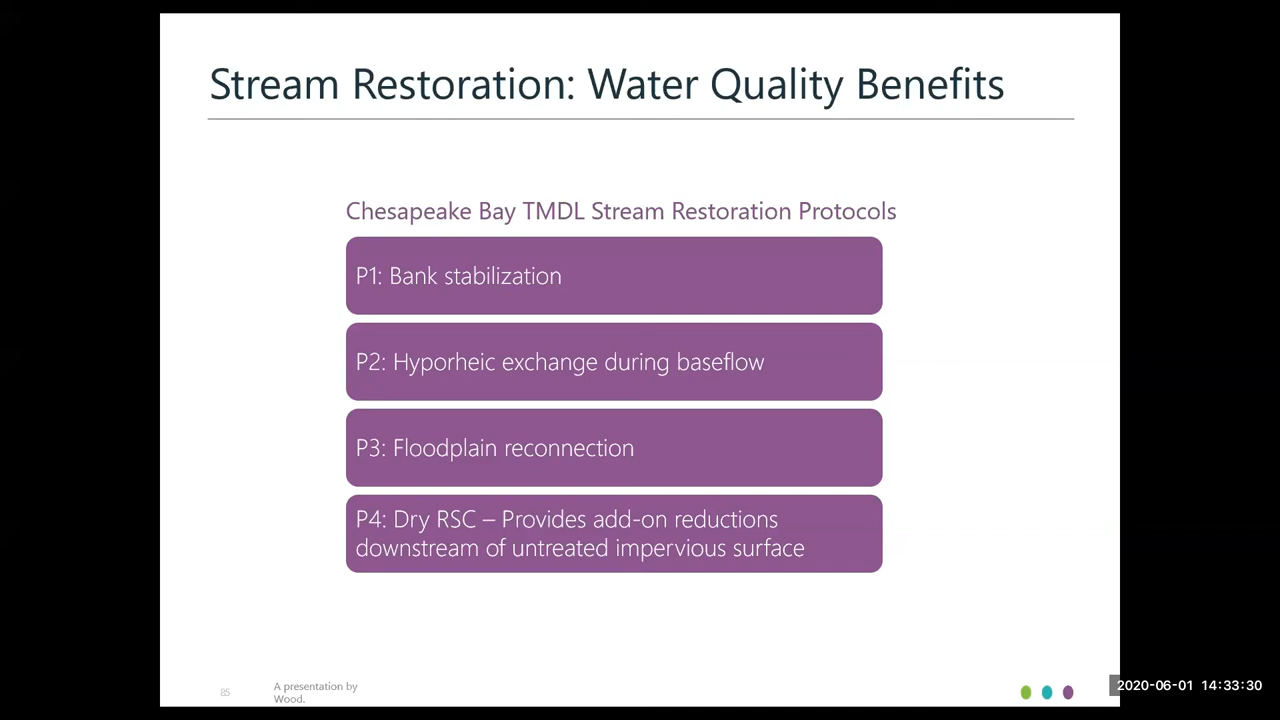 Stream Restoration: Water Quality Benefits
Chesapeake Bay TMDL Stream Restoration Protocols
P1: Bank stabilization
P2: Hyporheic exchange during baseflow
P3: Floodplain reconnection
P4: Dry RSC – Provides add-on reductions
downstream of untreated impervious surface
85
A presentation by
Wood.
2020-06-01 14:33:30